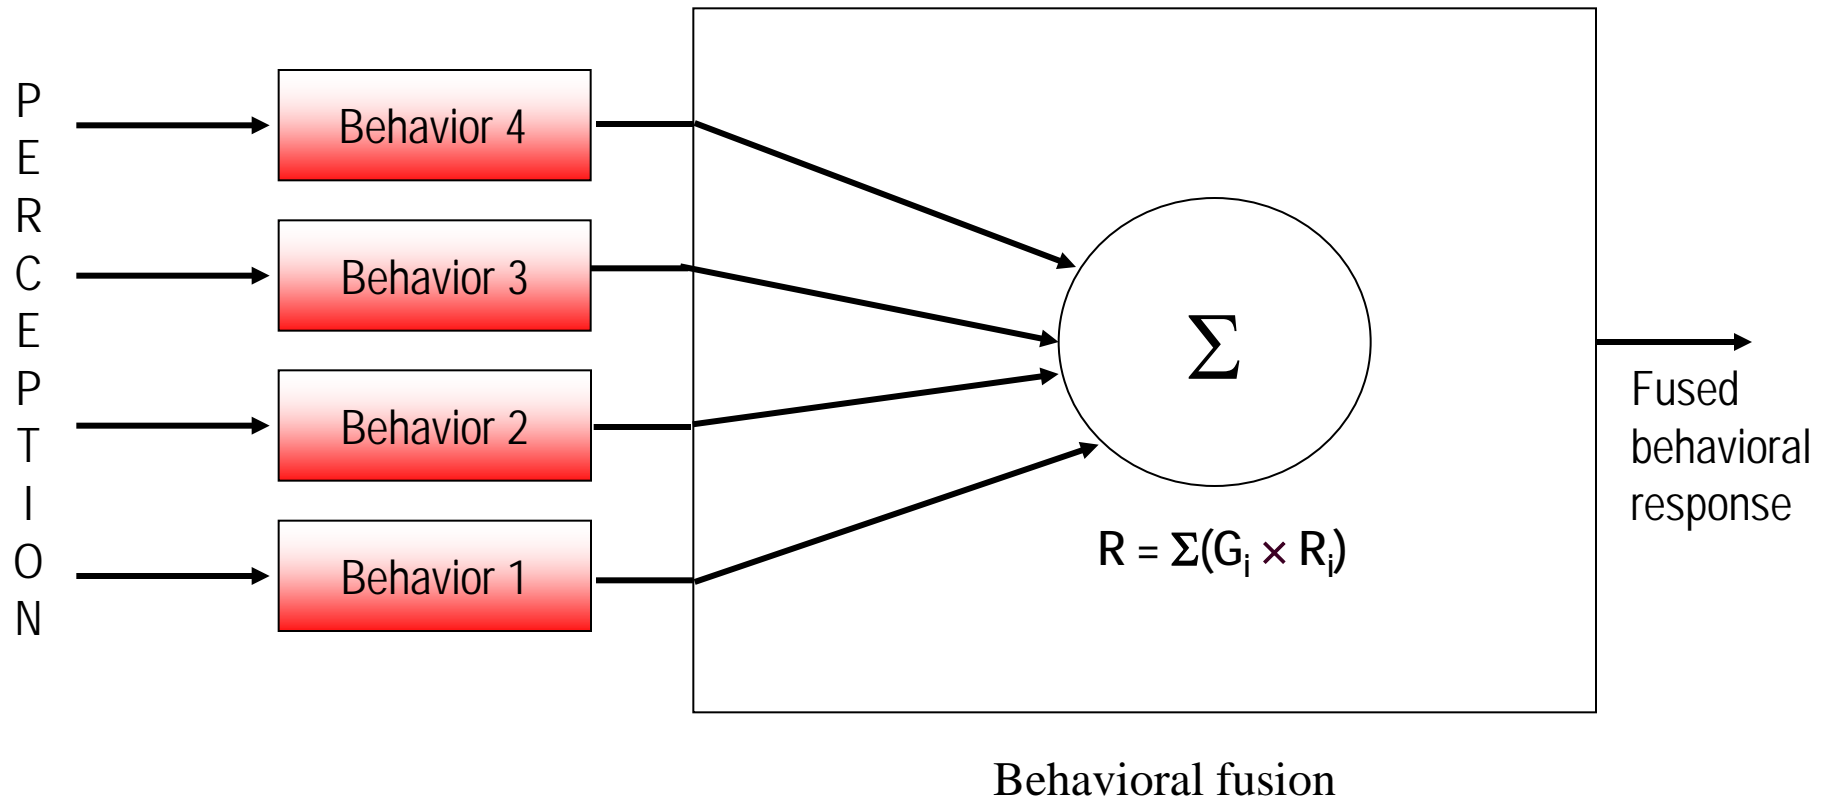 PERCEPTION
Behavior 4
Behavior 3
Behavior 2
Behavior 1
Σ
R = Σ(Gi × Ri)
Fused
behavioral
response
Behavioral fusion